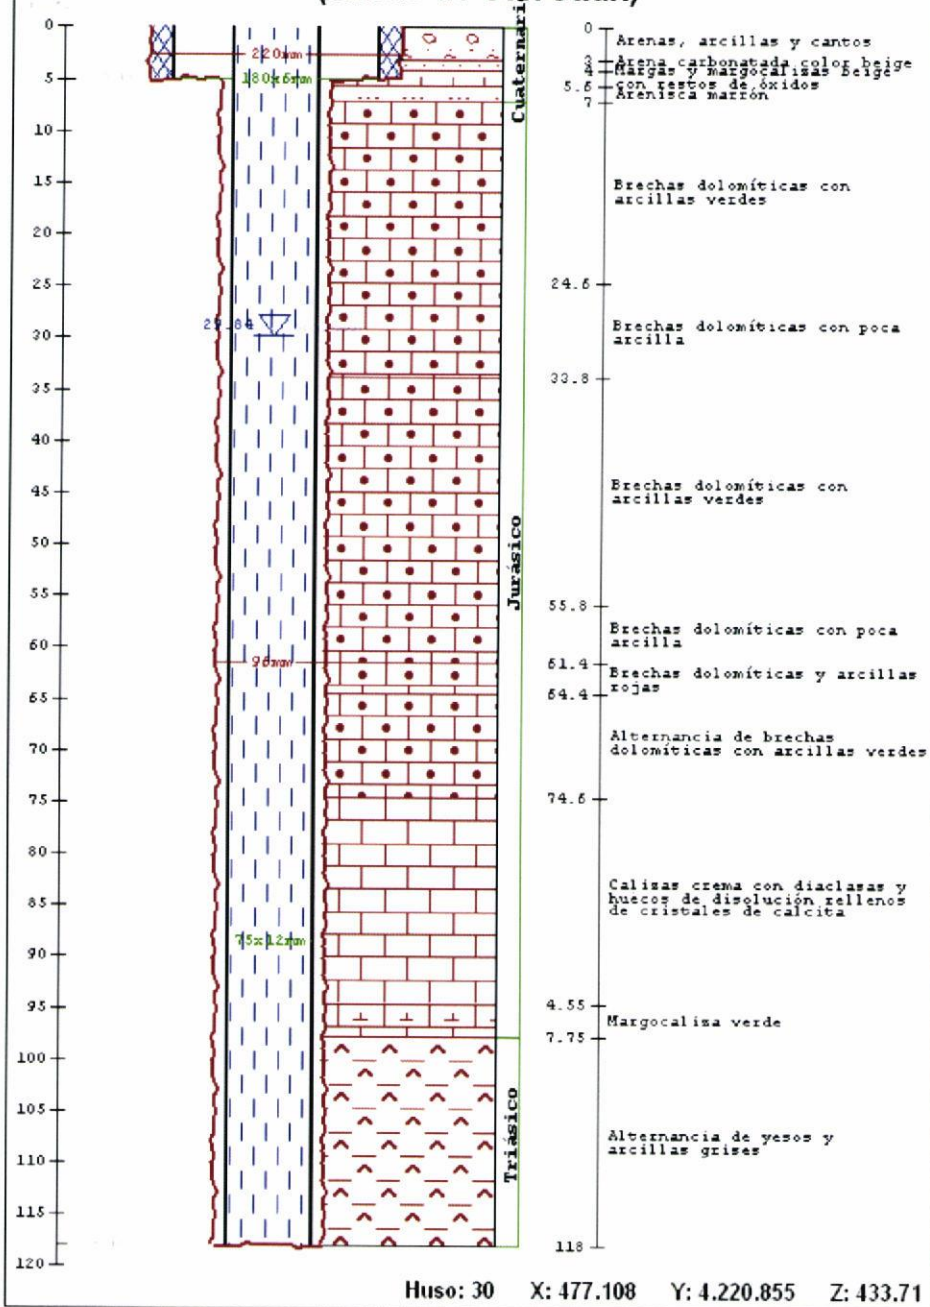 0
5
10
15
20
25
30
35
40
45
50
55
60
65
70
75
80
85
90
95
100
105
110
115
120
220mm
180x6mm
29.84
96mm
75x12mm
Cuaternario
Jurásico
Triásico
0
3
4
5.6
7
24.6
33.8
55.8
61.4
64.4
74.6
4.55
7.75
118
Arenas, arcillas y cantos
Arena carbonatada color beige
Margas y margocalizas beige
con restos de óxidos
Arenisca marrón
Brechas dolomíticas con
arcillas verdes
Brechas dolomíticas con poca
arcilla
Brechas dolomíticas con
arcillas verdes
Brechas dolomíticas con poca
arcilla
Brechas dolomíticas y arcillas
rojas
Alternancia de brechas
dolomíticas con arcillas verdes
Calizas crema con diaclasas y
huecos de disolución rellenos
de cristales de calcita
Margocaliza verde
Alternancia de yesos y
arcillas grises
Huso: 30 X: 477.108 Y: 4.220.855 Z: 433.71